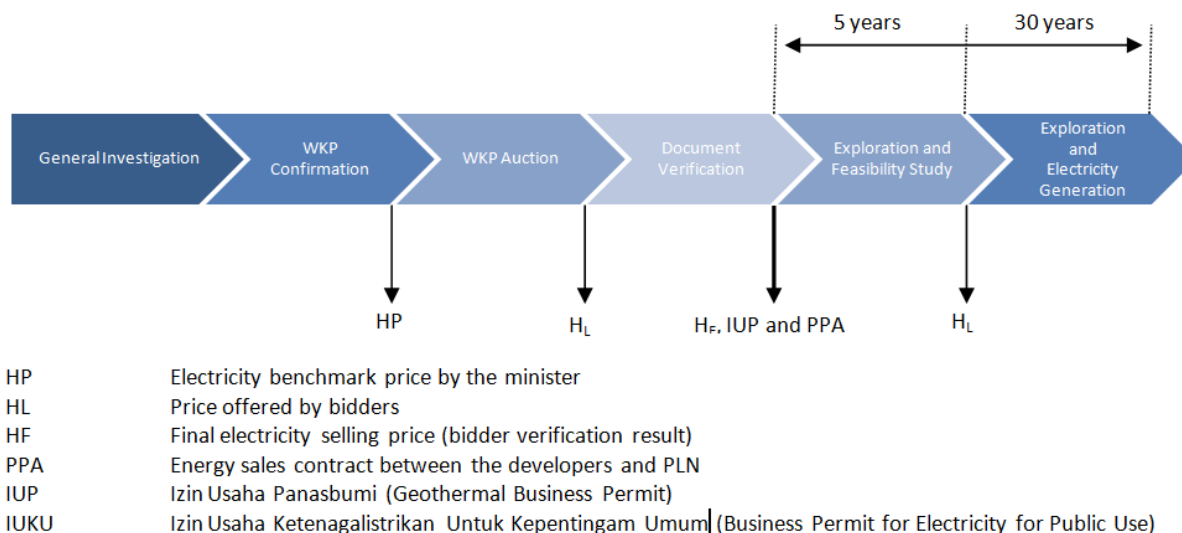 5 years
30 years
General Investigation
WKP
Confirmation
WKP Auction
Document
Verification
Exploration and
Feasibility Study
Exploration
and
Electricity
Generation
HP
HL
HF, IUP and PPA
HL
HP Electricity benchmark price by the minister
HL Price offered by bidders
HF Final electricity selling price (bidder verification result)
PPA Energy sales contract between the developers and PLN
IUP Izin Usaha Panasbumi (Geothermal Business Permit)
IUKU Izin Usaha Ketenagalistrikan Untuk Kepentingam Umum (Business Permit for Electricity for Public Use)